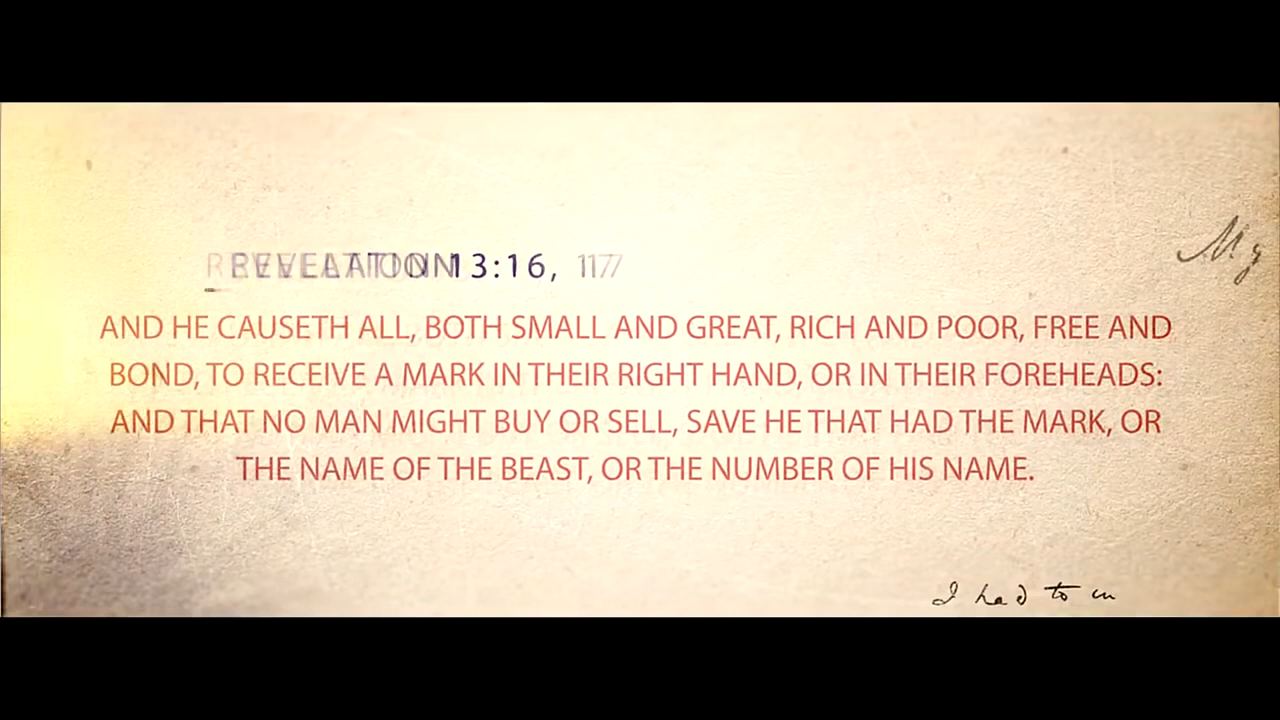 REVELATION 13:16, 17
My
AND HE CAUSETH ALL, BOTH SMALL AND GREAT, RICH AND POOR, FREE AND
BOND, TO RECEIVE A MARK IN THEIR RIGHT HAND, OR IN THEIR FOREHEADS:
AND THAT NO MAN MIGHT BUY OR SELL, SAVE HE THAT HAD THE MARK, OR
THE NAME OF THE BEAST, OR THE NUMBER OF HIS NAME.
I had to